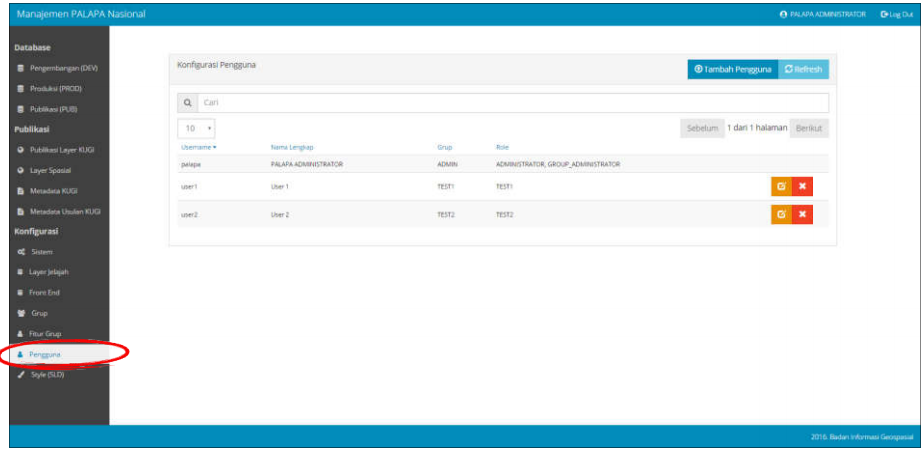 Manajemen PALAPA Nasional
PALAPA ADMINISTRATOR
Log Out
Database
Pengembangan (DEV)
Produksi (PROD)
Publikasi (PUB)
Publikasi
Publikasi Layer KUGI
Layer Spasial
Metadata KUGI
Metadata Usulan KUGI
Konfigurasi
Sistem
Layer Jelajah
Front End
Grup
Fitur Grup
Pengguna
Style (SLD)
Konfigurasi Pengguna
Tambah Pengguna
Refresh
Cari
10
Sebelum 1 dari 1 halaman Berikut
Username Nama Lengkap Grup Role
palapa PALAPA ADMINISTRATOR ADMIN ADMINISTRATOR, GROUP_ADMINISTRATOR
user1 User 1 TEST1 TEST1
user2 User 2 TEST2 TEST2
2016. Badan Informasi Geospasial